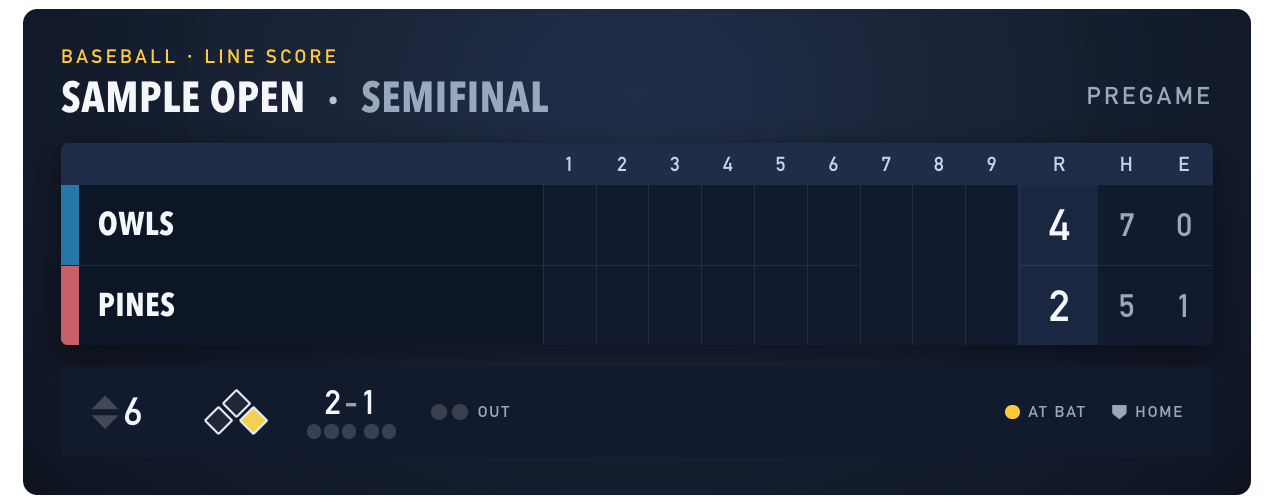 BASEBALL · LINE SCORE
SAMPLE OPEN · SEMIFINAL
PREGAME
1 2 3 4 5 6 7 8 9 R H E
OWLS 4 7 0
PINES 2 5 1
6 2-1 OUT AT BAT HOME